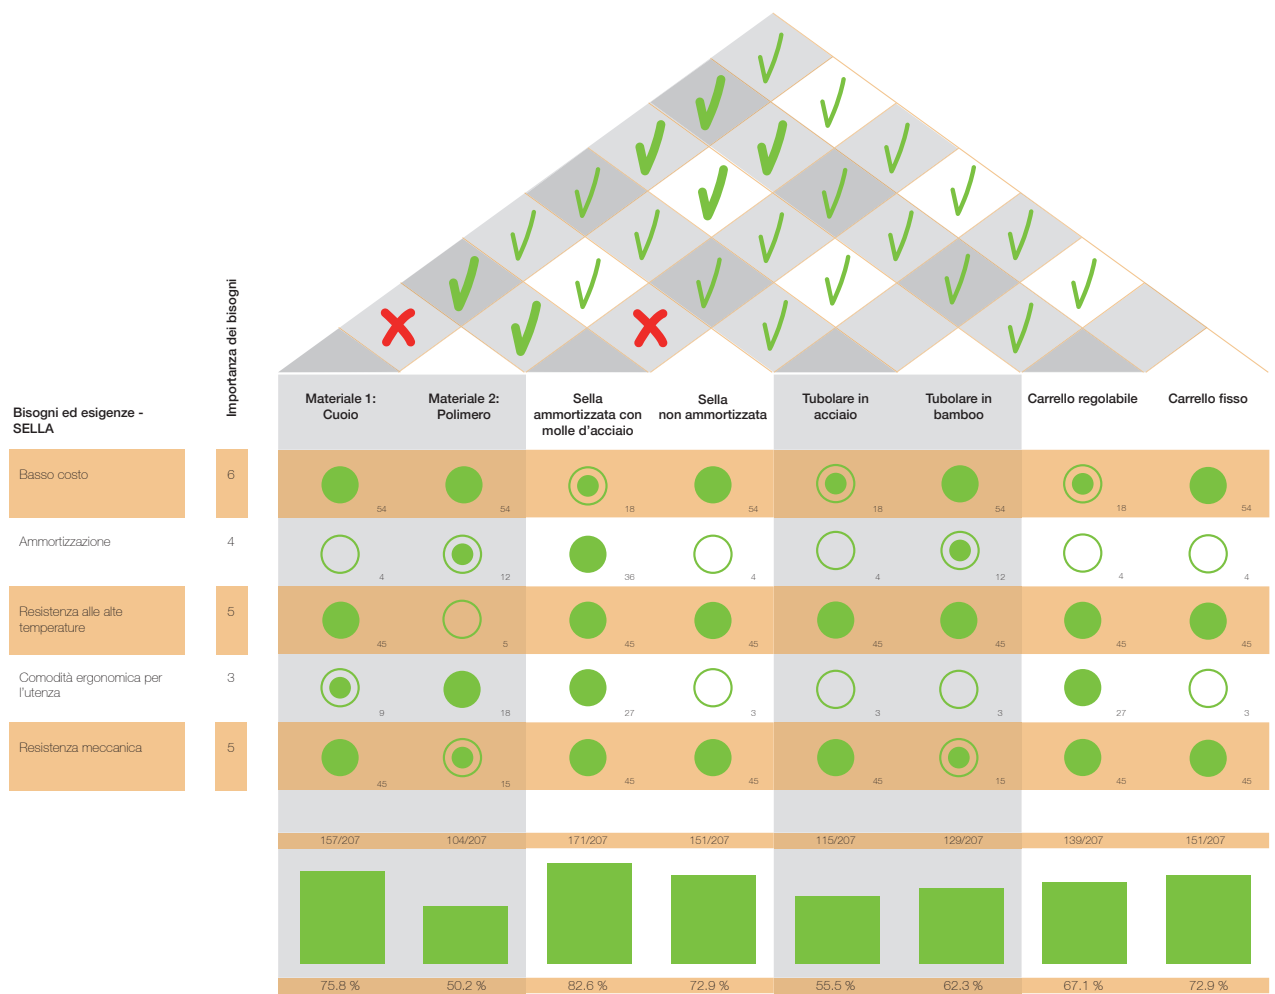 Importanza dei bisogni
Bisogni ed esigenze -
SELLA
Materiale 1:
Cuoio
Materiale 2:
Polimero
Sella
ammortizzata con
molle d'acciaio
Sella
non ammortizzata
Tubolare in
acciaio
Tubolare in
bamboo
Carrello regolabile
Carrello fisso
Basso costo
6
54
54
18
54
18
54
18
54
Ammortizzazione
4
4
12
36
4
4
12
4
4
Resistenza alle alte
temperature
5
45
5
45
45
45
45
45
45
Comodità ergonomica per
l'utenza
3
9
18
27
3
3
3
27
3
Resistenza meccanica
5
45
15
45
45
45
15
45
45
157/207
104/207
171/207
151/207
115/207
129/207
139/207
151/207
75.8 %
50.2 %
82.6 %
72.9 %
55.5 %
62.3 %
67.1 %
72.9 %